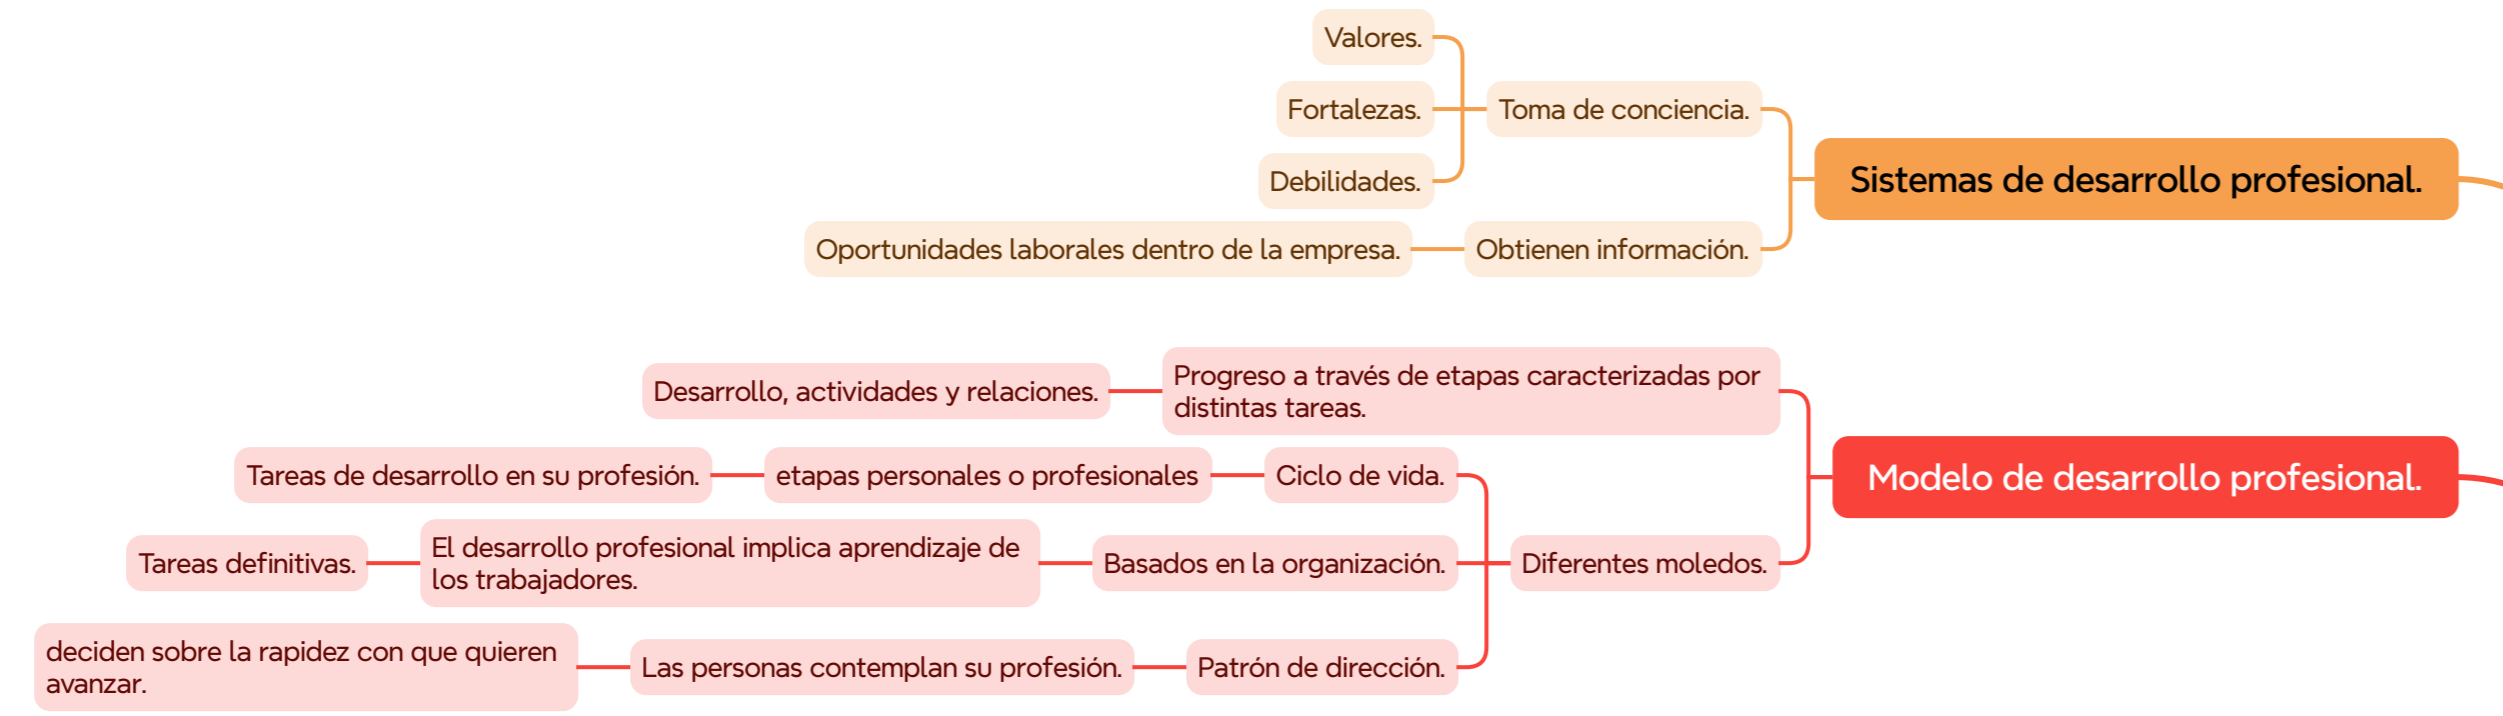 Valores.
Fortalezas.
Toma de conciencia.
Debilidades.
Sistemas de desarrollo profesional.
Oportunidades laborales dentro de la empresa.
Obtienen información.
Desarrollo, actividades y relaciones.
Progreso a través de etapas caracterizadas por
distintas tareas.
Tareas de desarrollo en su profesión.
etapas personales o profesionales
Ciclo de vida.
Modelo de desarrollo profesional.
Tareas definitivas.
El desarrollo profesional implica aprendizaje de
los trabajadores.
Basados en la organización.
Diferentes moledos.
deciden sobre la rapidez con que quieren
avanzar.
Las personas contemplan su profesión.
Patrón de dirección.